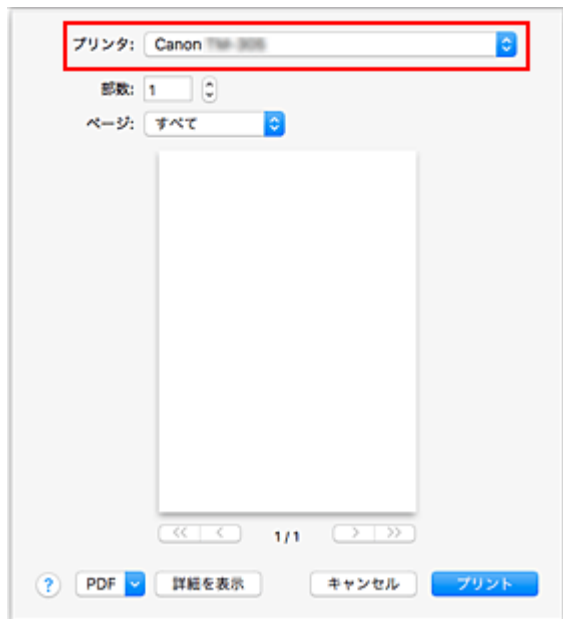 プリンタ: Canon
部数: 1
ページ: すべて
<< < 1/1 > >>
? PDF 詳細を表示 キャンセル プリント